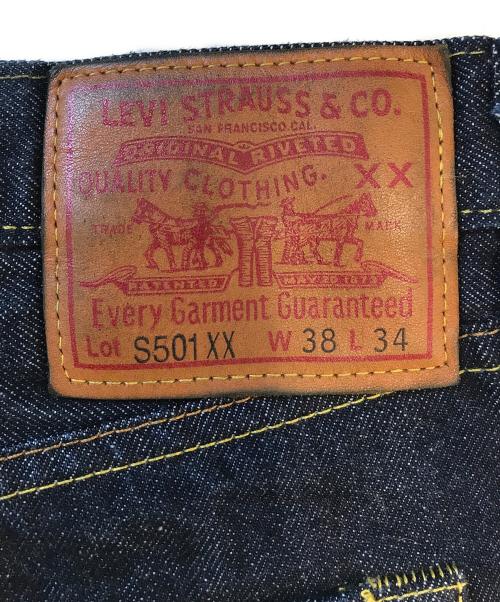 LEVI STRAUSS & CO.
SAN FRANCISCO, CAL.
ORIGINAL RIVETED
QUALITY CLOTHING. XX
TRADE MARK
PATENTED MAY 20 1873
Every Garment Guaranteed
Lot S501XX W 38 L 34